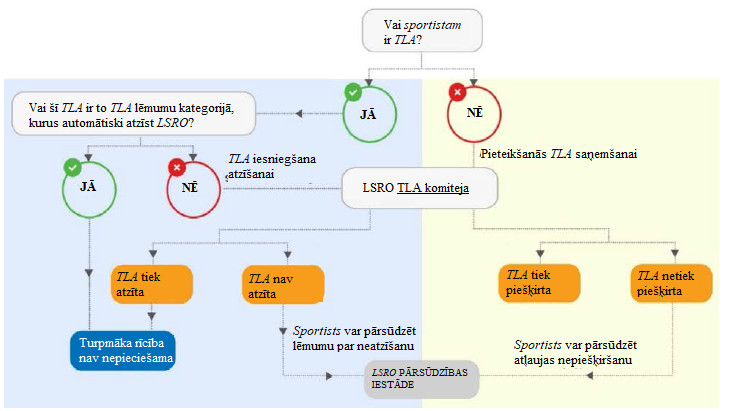 Vai sportistam
ir TLA?
JĀ
NĒ
Vai šī TLA ir to TLA lēmumu kategorijā,
kurus automātiski atzīst LSRO?
JĀ
NĒ
TLA iesniegšana
atzīšanai
Pieteikšanās TLA saņemšanai
LSRO TLA komiteja
TLA tiek
atzīta
TLA nav
atzīta
TLA tiek
piešķirta
TLA netiek
piešķirta
Turpmāka rīcība
nav nepieciešama
Sportists var pārsūdzēt
lēmumu par neatzīšanu
Sportists var pārsūdzēt
atļaujas nepiešķiršanu
LSRO PĀRSŪDZĪBAS
IESTĀDE